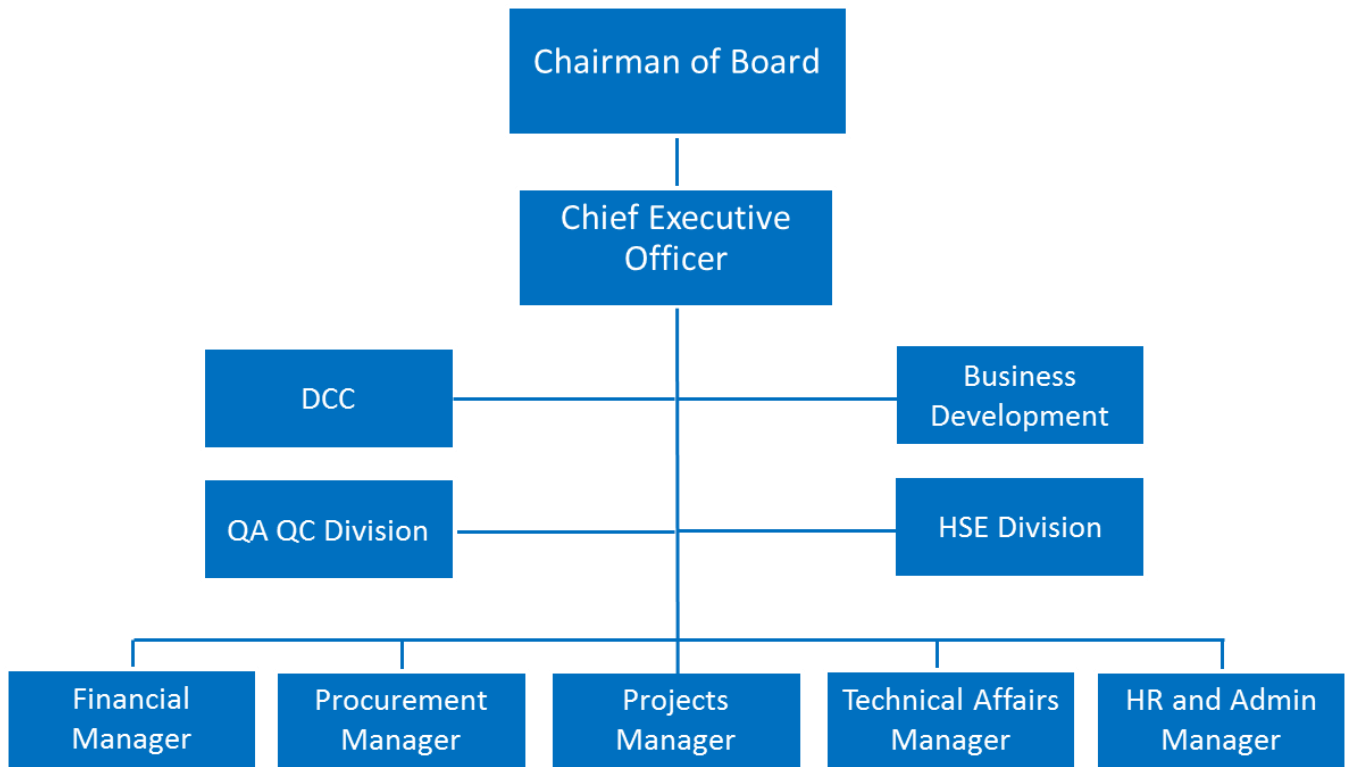 Chairman of Board
Chief Executive
Officer
DCC
Business
Development
QA QC Division
HSE Division
Financial
Manager
Procurement
Manager
Projects
Manager
Technical Affairs
Manager
HR and Admin
Manager